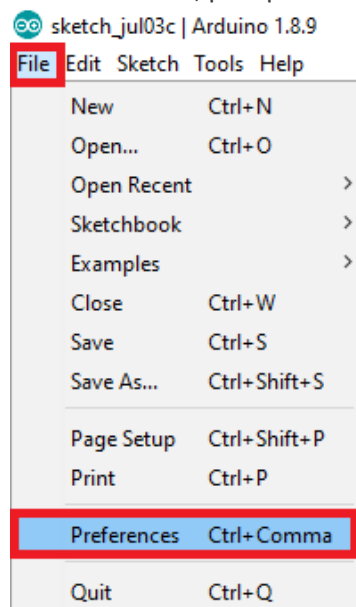 sketch_jul03c | Arduino 1.8.9
File Edit Sketch Tools Help
New Ctrl+N
Open... Ctrl+O
Open Recent >
Sketchbook >
Examples >
Close Ctrl+W
Save Ctrl+S
Save As... Ctrl+Shift+S
Page Setup Ctrl+Shift+P
Print Ctrl+P
Preferences Ctrl+Comma
Quit Ctrl+Q